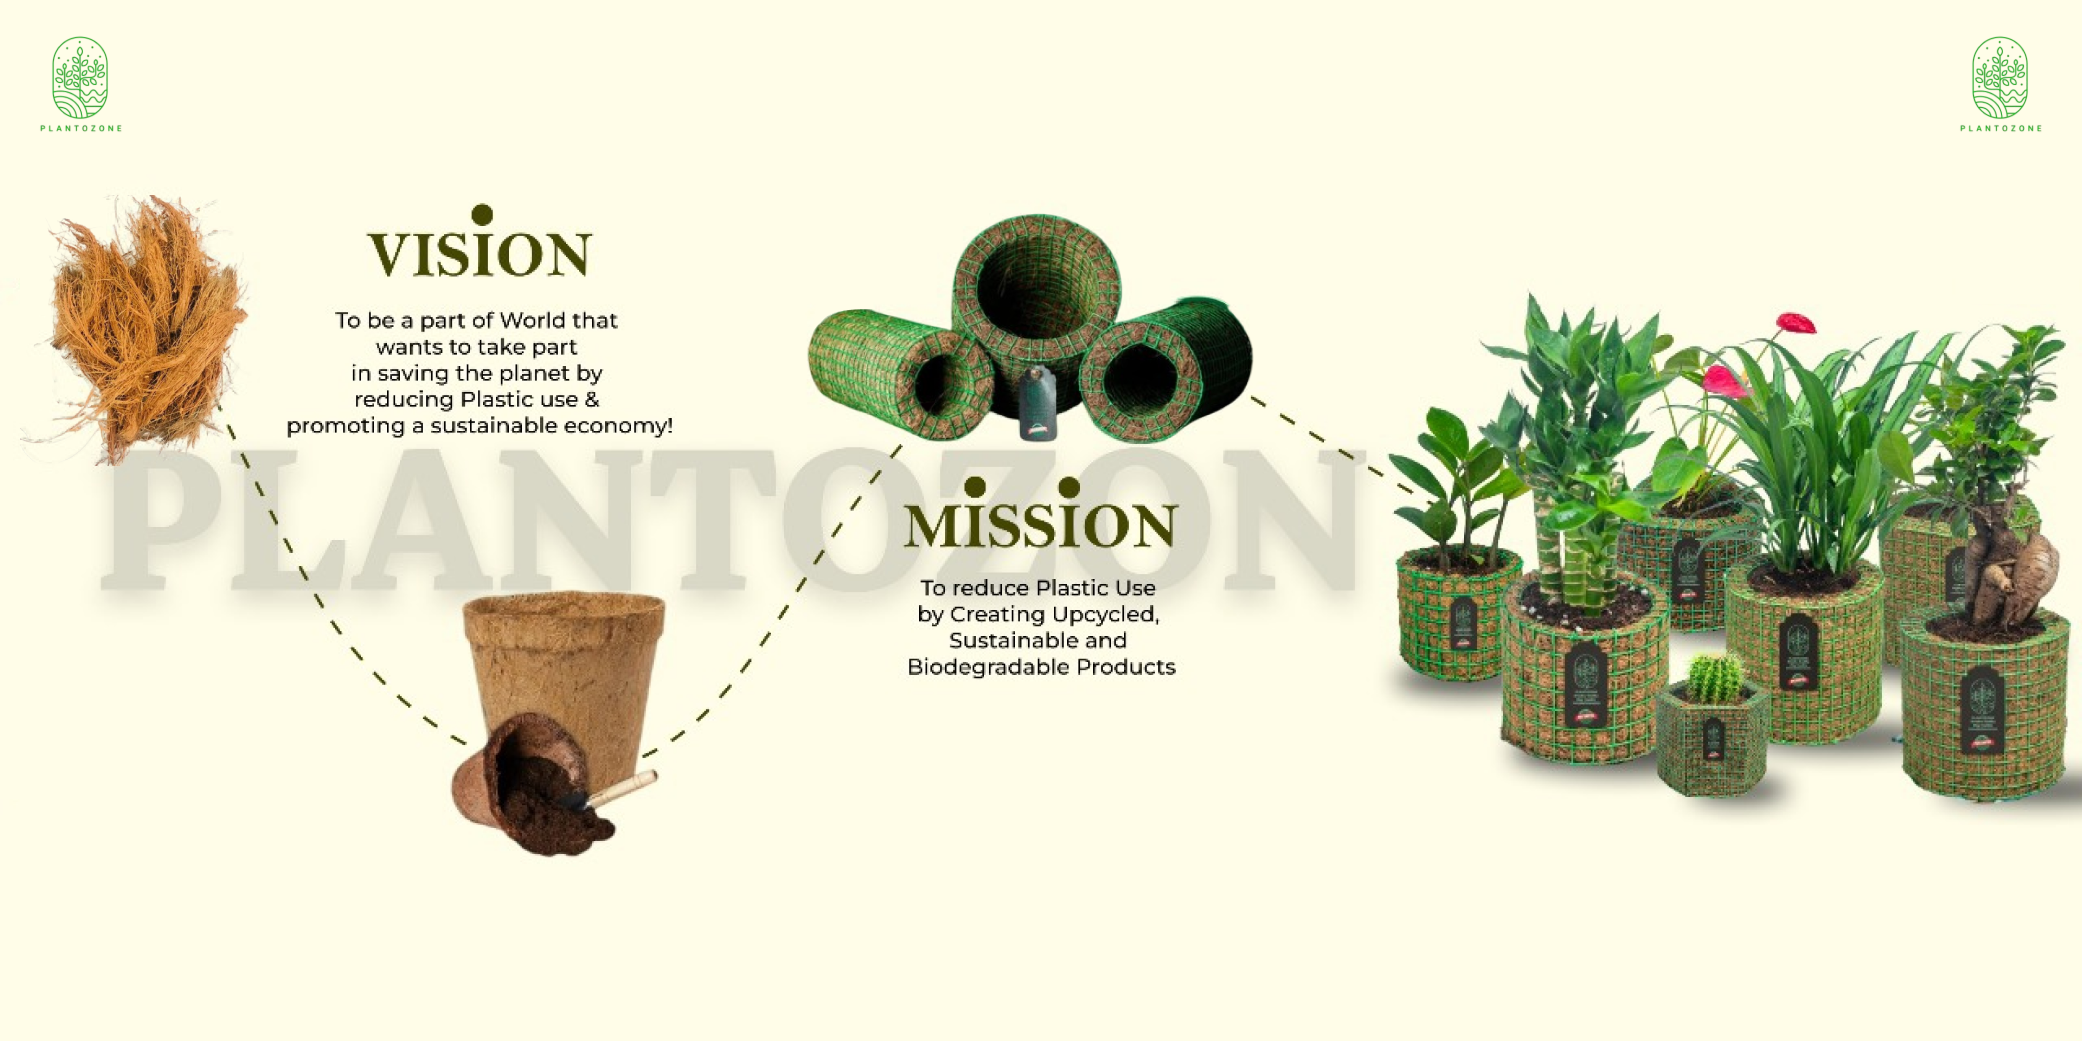 PLANTOZONE
PLANTOZONE
VISION
To be a part of World that
wants to take part
in saving the planet by
reducing Plastic use &
promoting a sustainable economy!
PLANTOZON
MISSION
To reduce Plastic Use
by Creating Upcycled,
Sustainable and
Biodegradable Products